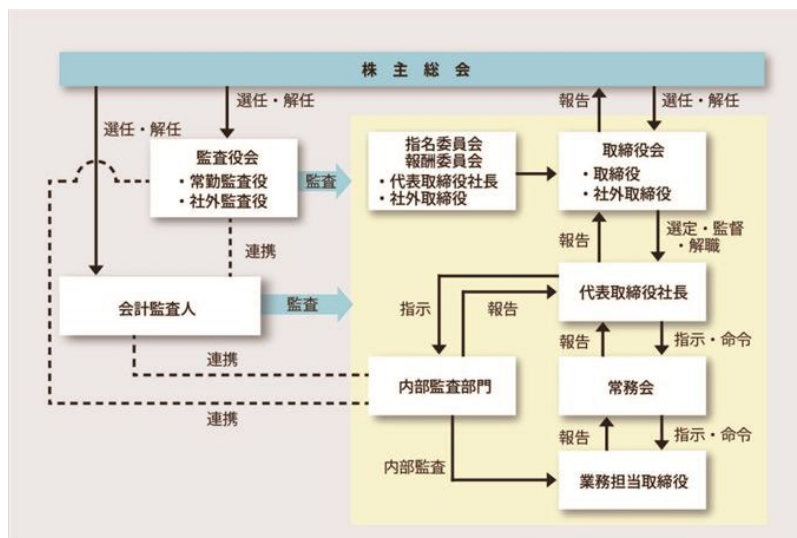 株主総会
選任・解任
選任・解任
報告
選任・解任
監査役会
・常勤監査役
・社外監査役
監査
指名委員会
報酬委員会
・代表取締役社長
・社外取締役
取締役会
・取締役
・社外取締役
連携
報告
選定・監督
・解職
会計監査人
監査
指示
報告
代表取締役社長
連携
報告
指示・命令
内部監査部門
常務会
連携
報告
指示・命令
内部監査
業務担当取締役